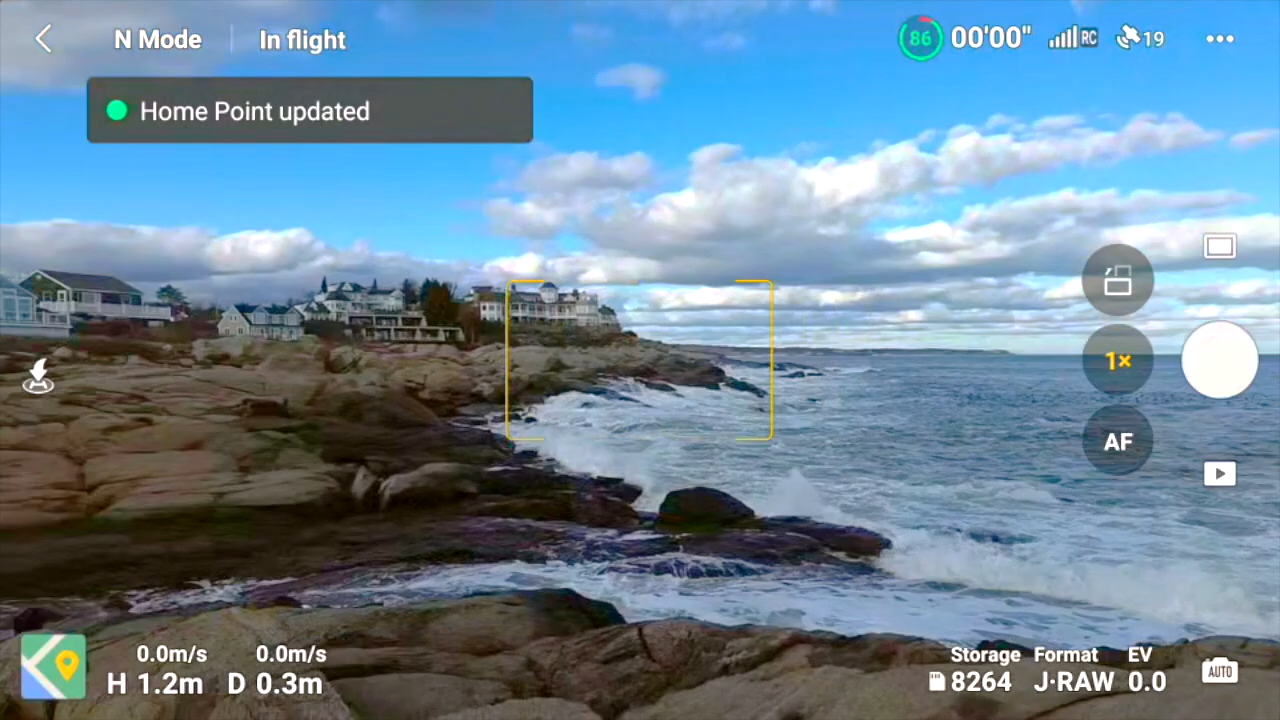 N Mode In flight 86 00'00" RC 19
Home Point updated
1×
AF
0.0m/s 0.0m/s Storage Format EV
H 1.2m D 0.3m 8264 J·RAW 0.0 AUTO